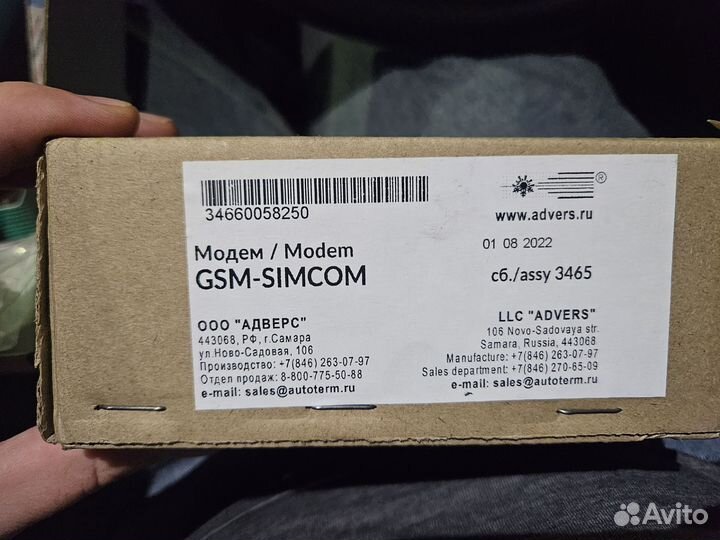 34660058250
®
www.advers.ru
Модем / Modem
01 08 2022
GSM-SIMCOM
сб./assy 3465
ООО "АДВЕРС"
443068, РФ, г.Самара
ул.Ново-Садовая, 106
Производство: +7(846) 263-07-97
Отдел продаж: 8-800-775-50-88
e-mail: sales@autoterm.ru
LLC "ADVERS"
106 Novo-Sadovaya str.
Samara, Russia, 443068
Manufacture: +7(846) 263-07-97
Sales department: +7(846) 270-65-09
e-mail: sales@autoterm.ru
Avito